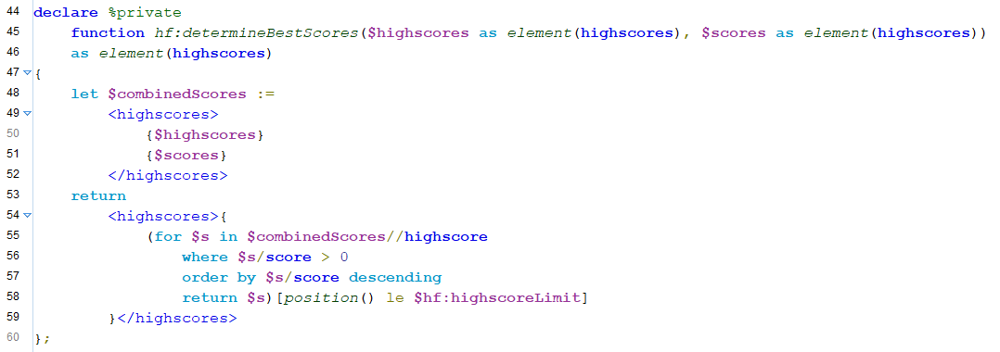 44 declare %private
45     function hf:determineBestScores($highscores as element(highscores), $scores as element(highscores))
46     as element(highscores)
47 {
48     let $combinedScores :=
49         <highscores>
50             {$highscores}
51             {$scores}
52         </highscores>
53     return
54         <highscores>{
55             (for $s in $combinedScores//highscore
56                 where $s/score > 0
57                 order by $s/score descending
58                 return $s)[position() le $hf:highscoreLimit]
59         }</highscores>
60 };